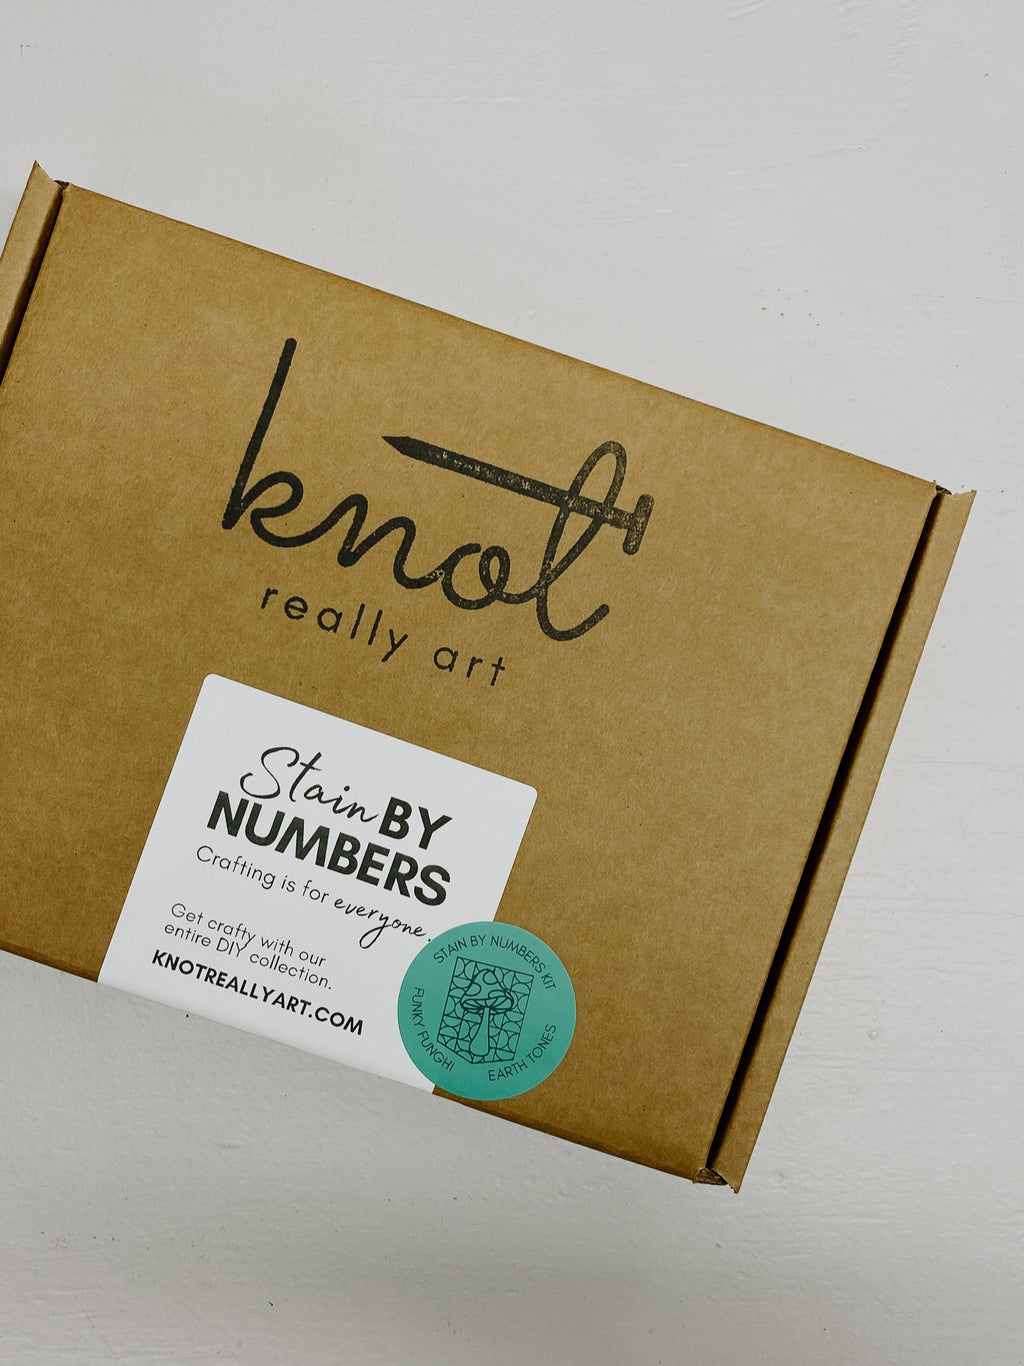 knot
really art
Stain BY
NUMBERS
Crafting is for everyone.
Get crafty with our
entire DIY collection.
KNOTREALLYART.COM
STAIN BY NUMBERS KIT
FUNKY FUNGHI
EARTH TONES